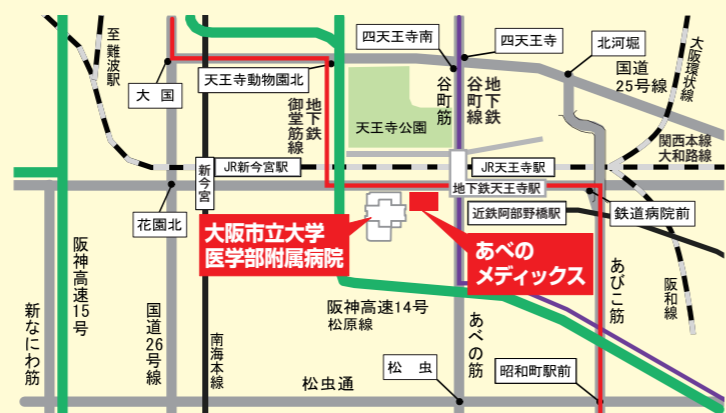 至難波駅
大国
天王寺動物園北
四天王寺南
四天王寺
北河堀
国道
25号線
大阪環状線
地下鉄
御堂筋線
天王寺公園
谷町筋
地下鉄
谷町線
関西本線
大和路線
新今宮
JR新今宮駅
JR天王寺駅
地下鉄天王寺駅
花園北
大阪市立大学
医学部附属病院
あべの
メディックス
近鉄阿部野橋駅
鉄道病院前
阪神高速15号
新なにわ筋
国道26号線
南海本線
阪神高速14号
松原線
あべの筋
あびこ筋
阪和線
松虫通
松虫
昭和町駅前